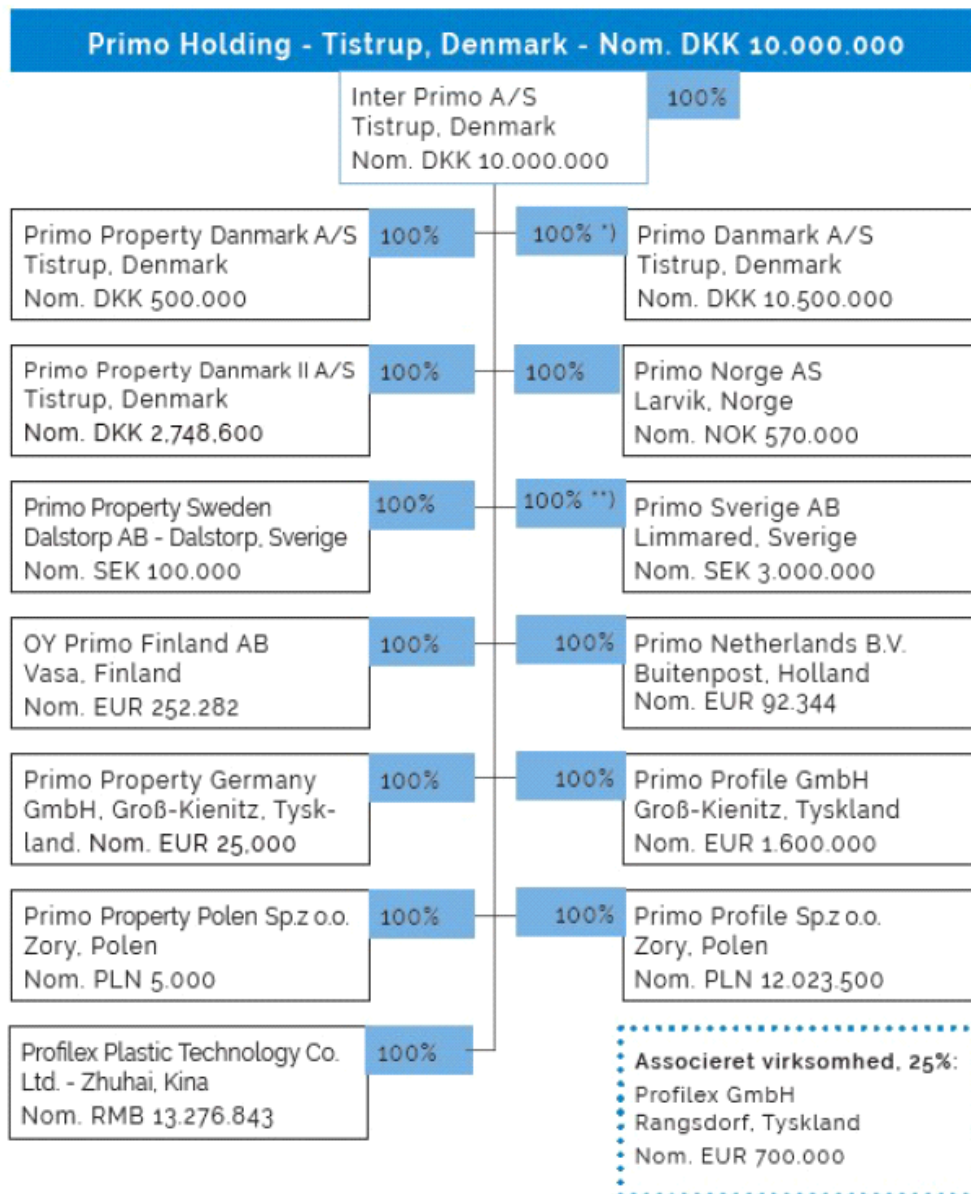 Primo Holding - Tistrup, Denmark - Nom. DKK 10.000.000
Inter Primo A/S
Tistrup, Denmark
Nom. DKK 10.000.000
100%
Primo Property Danmark A/S
Tistrup, Denmark
Nom. DKK 500.000
100%
100% *)
Primo Danmark A/S
Tistrup, Denmark
Nom. DKK 10.500.000
Primo Property Danmark II A/S
Tistrup, Denmark
Nom. DKK 2,748,600
100%
100%
Primo Norge AS
Larvik, Norge
Nom. NOK 570.000
Primo Property Sweden
Dalstorp AB - Dalstorp, Sverige
Nom. SEK 100.000
100%
100% **)
Primo Sverige AB
Limmared, Sverige
Nom. SEK 3.000.000
OY Primo Finland AB
Vasa, Finland
Nom. EUR 252.282
100%
100%
Primo Netherlands B.V.
Buitenpost, Holland
Nom. EUR 92.344
Primo Property Germany
GmbH, Groß-Kienitz, Tysk-
land. Nom. EUR 25,000
100%
100%
Primo Profile GmbH
Groß-Kienitz, Tyskland
Nom. EUR 1.600.000
Primo Property Polen Sp.z o.o.
Zory, Polen
Nom. PLN 5.000
100%
100%
Primo Profile Sp.z o.o.
Zory, Polen
Nom. PLN 12.023.500
Profilex Plastic Technology Co.
Ltd. - Zhuhai, Kina
Nom. RMB 13.276.843
100%
Associeret virksomhed, 25%:
Profilex GmbH
Rangsdorf, Tyskland
Nom. EUR 700.000